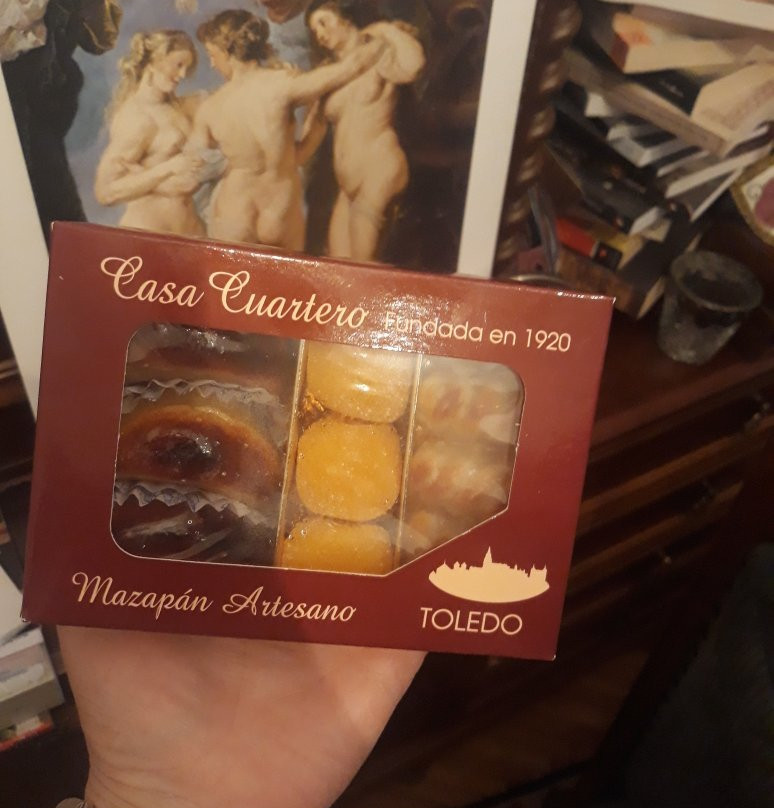 Casa Cuartero Fundada en 1920
Mazapán Artesano
TOLEDO